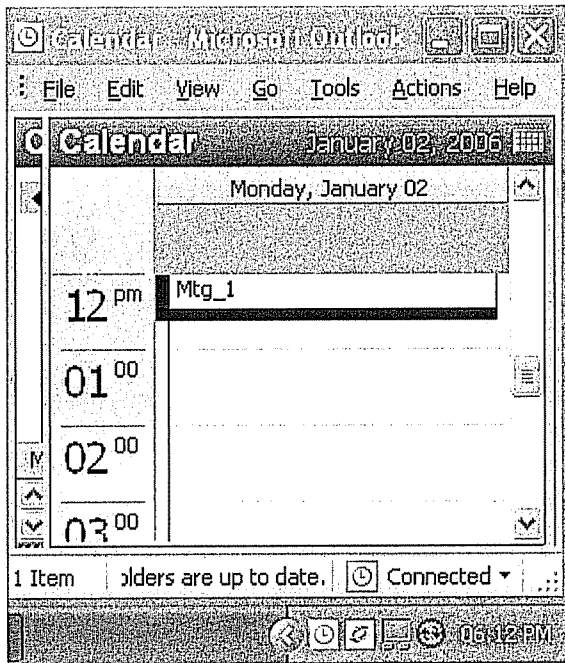 Calendar - Microsoft Outlook
File Edit View Go Tools Actions Help
Calendar January 02, 2006
Monday, January 02
12 pm Mtg_1
01 00
02 00
03 00
1 Item olders are up to date. Connected
06:12 PM